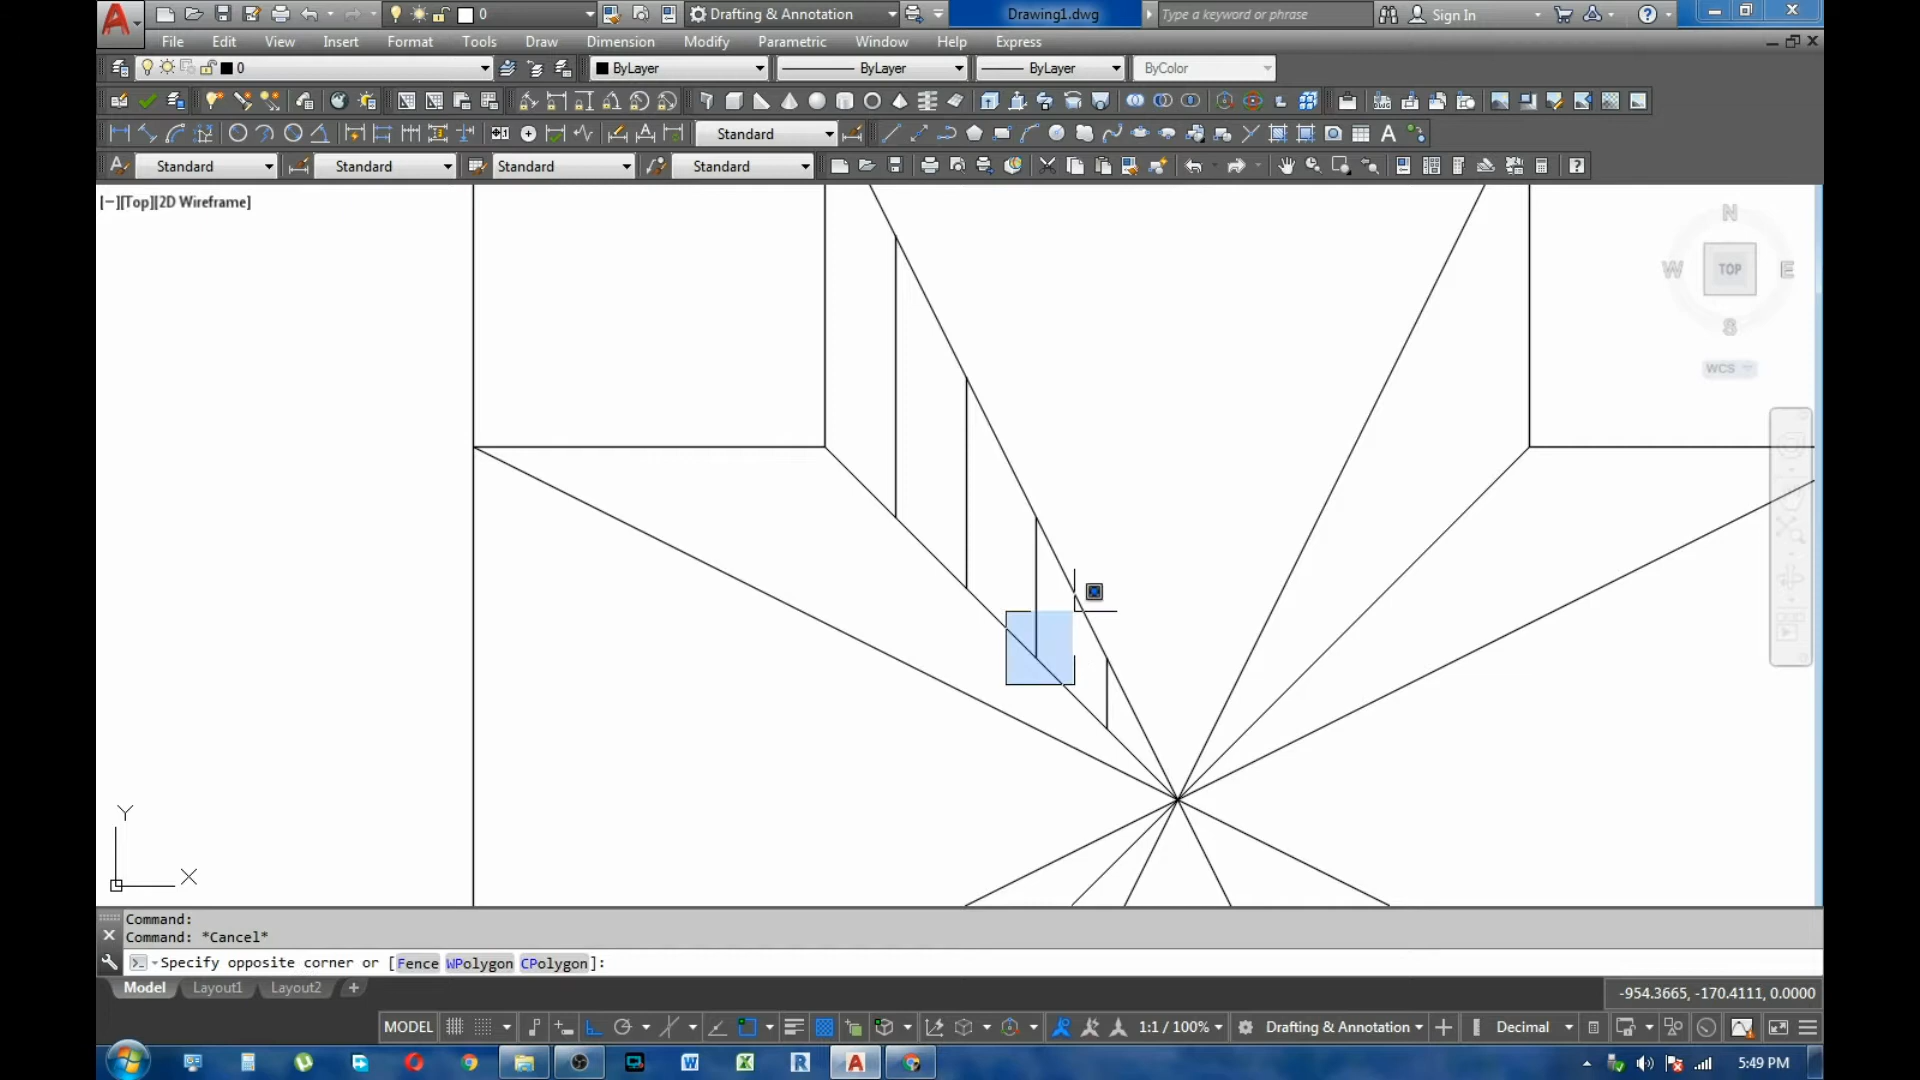 0
Drafting & Annotation
Drawing1.dwg
Type a keyword or phrase
Sign In
File Edit View Insert Format Tools Draw Dimension Modify Parametric Window Help Express
0 ByLayer ByLayer ByLayer ByColor
Standard
Standard Standard Standard Standard
[−][Top][2D Wireframe]
N
W TOP E
S
WCS
Y
X
Command:
Command: *Cancel*
Specify opposite corner or [Fence WPolygon CPolygon]:
Model Layout1 Layout2 +
-954.3665, -170.4111, 0.0000
MODEL 1:1 / 100% Drafting & Annotation Decimal
5:49 PM